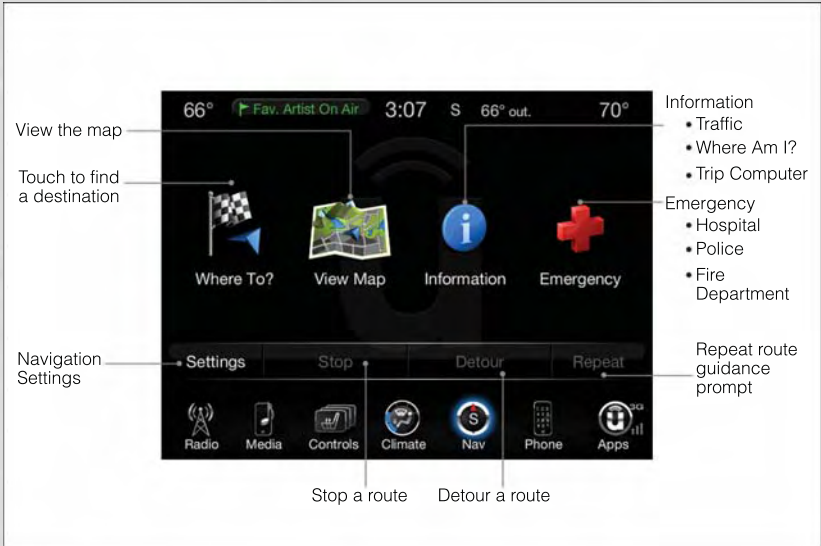 66° Fav. Artist On Air 3:07 S 66° out. 70°
Information
• Traffic
• Where Am I?
• Trip Computer
View the map
Touch to find
a destination
Emergency
• Hospital
• Police
• Fire
Department
i
Where To? View Map Information Emergency
Navigation
Settings
Settings Stop Detour Repeat
Repeat route
guidance
prompt
S
3G
Radio Media Controls Climate Nav Phone Apps
Stop a route Detour a route